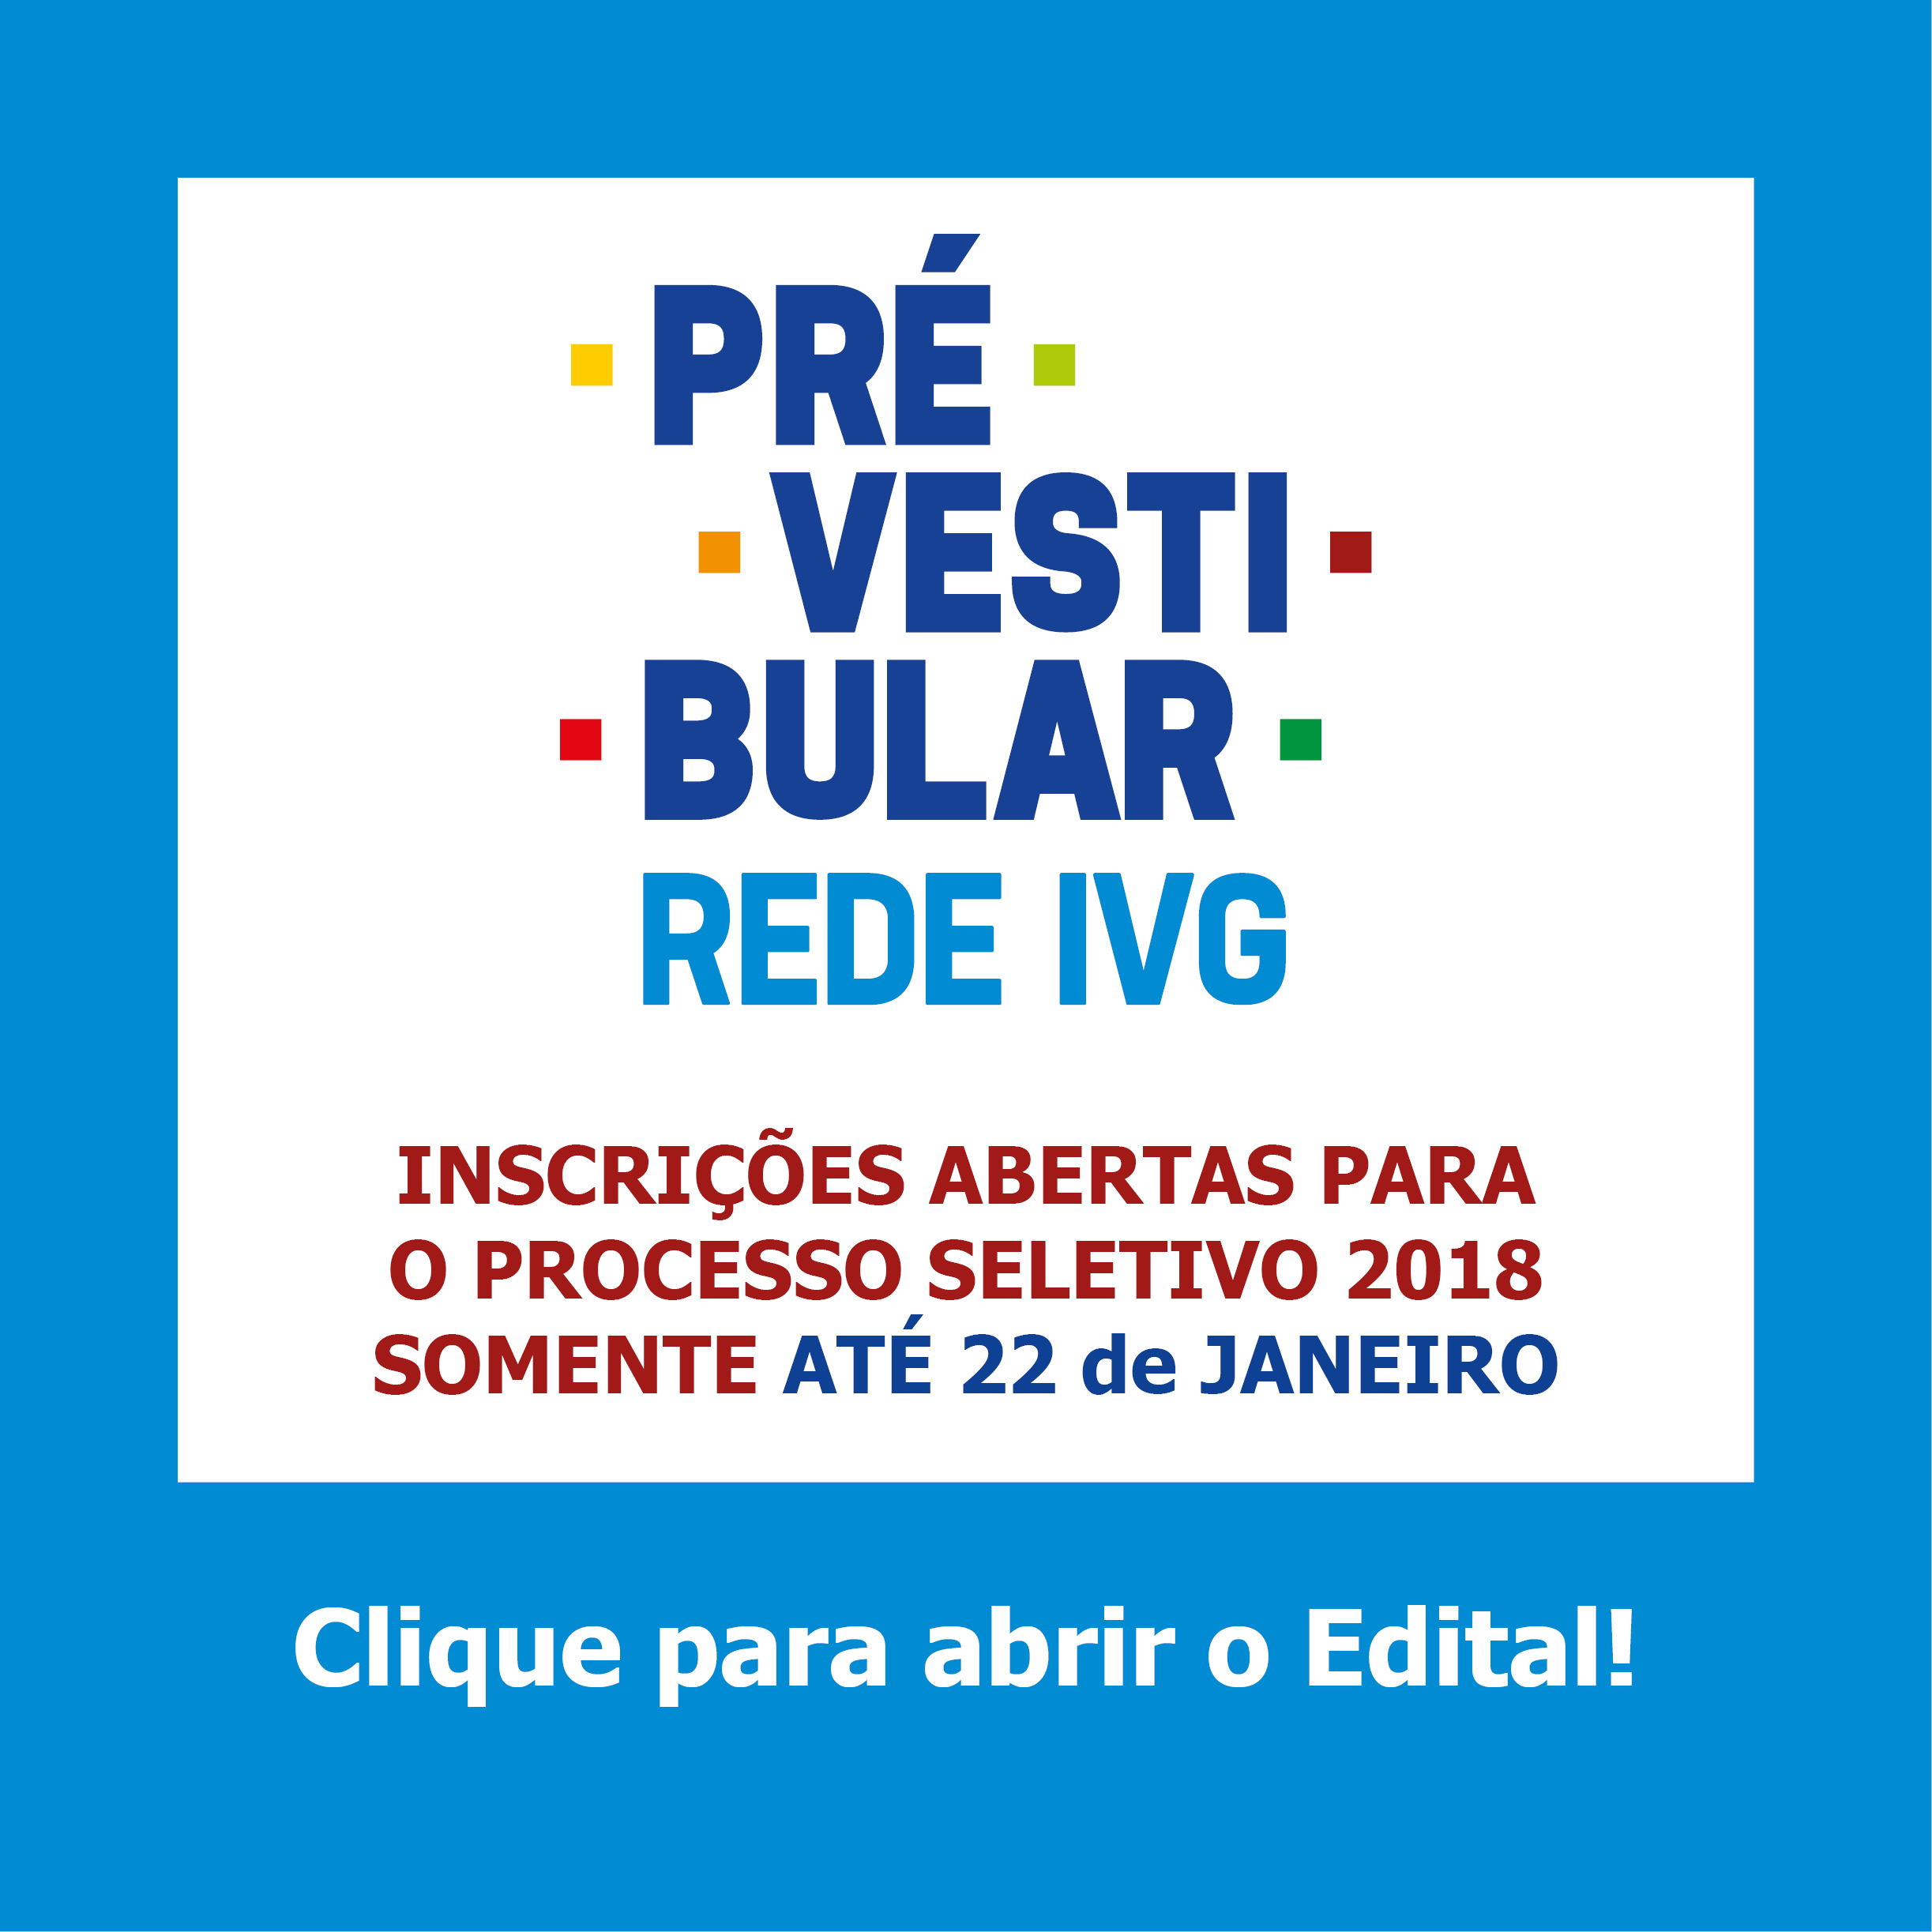 PRÉ
VESTI
BULAR
REDE IVG
INSCRIÇÕES ABERTAS PARA
O PROCESSO SELETIVO 2018
SOMENTE ATÉ 22 de JANEIRO
Clique para abrir o Edital!